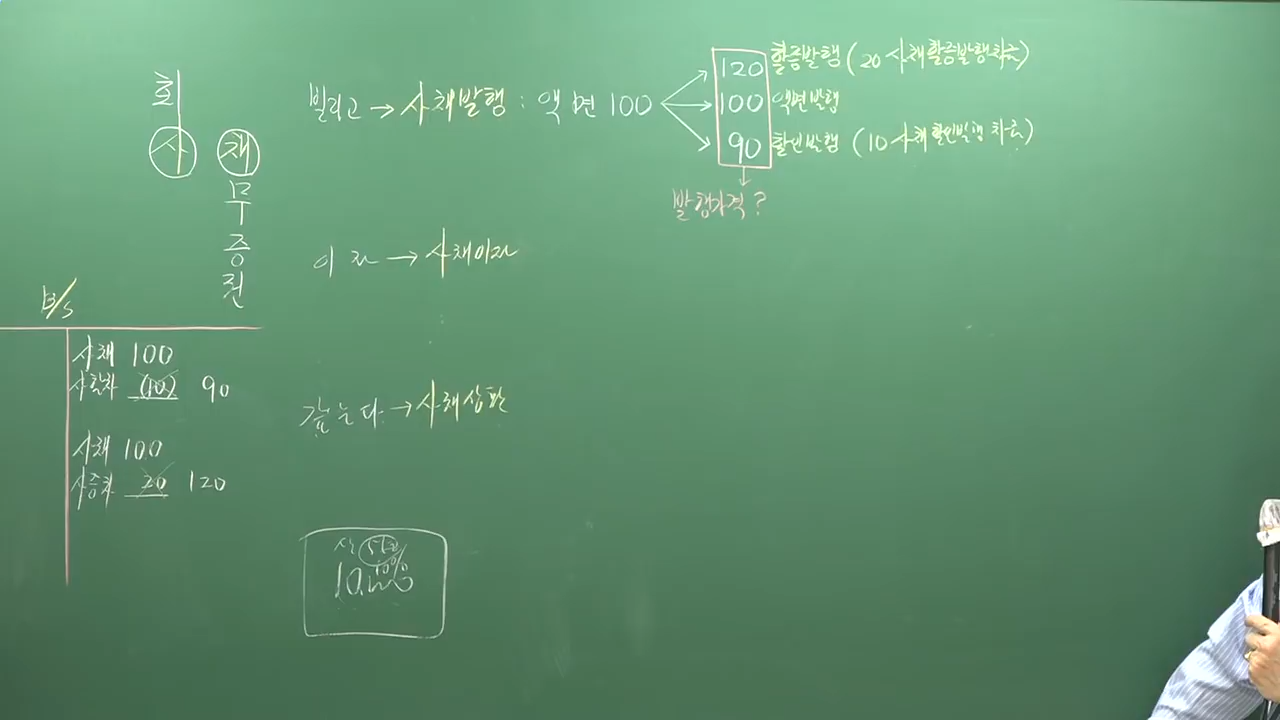 회
사 채
무
증
권
빌리고 → 사채발행 : 액면 100
120 할증발행 (20 사채할증발행차금)
100 액면발행
90 할인발행 (10 사채할인발행 차금)
발행가격?
이자 → 사채이자
갚는다 → 사채상환
B/S
사채 100
사할차 (10) 90
사채 100
사증차 20 120
10%